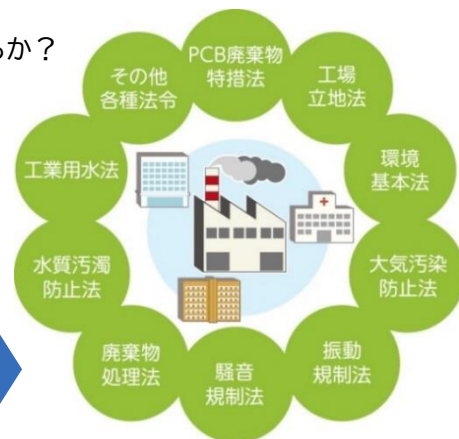 か？
PCB廃棄物
特措法
工場
立地法
環境
基本法
大気汚染
防止法
振動
規制法
騒音
規制法
廃棄物
処理法
水質汚濁
防止法
工業用水法
その他
各種法令